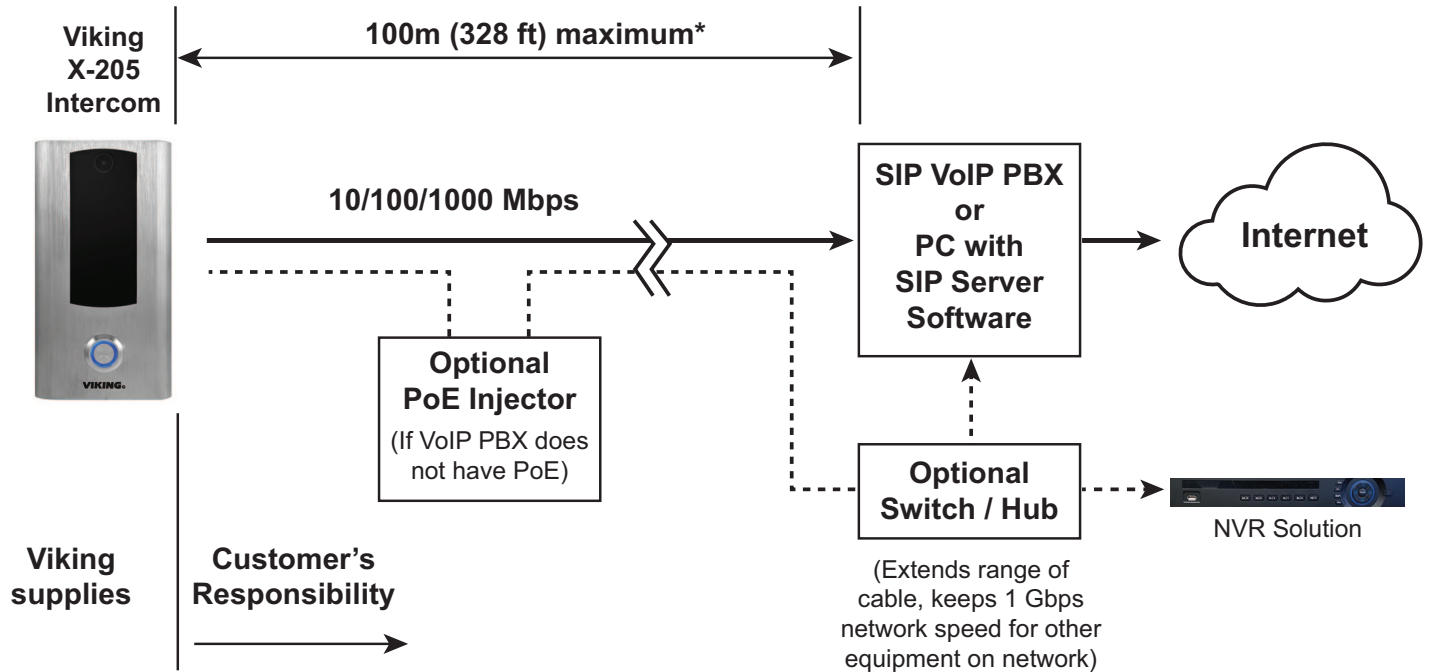 Viking
X-205
Intercom
100m (328 ft) maximum*
10/100/1000 Mbps
SIP VoIP PBX
or
PC with
SIP Server
Software
Internet
VIKING
Optional
PoE Injector
(If VoIP PBX does
not have PoE)
Optional
Switch / Hub
NVR Solution
(Extends range of
cable, keeps 1 Gbps
network speed for other
equipment on network)
Viking
supplies
Customer’s
Responsibility